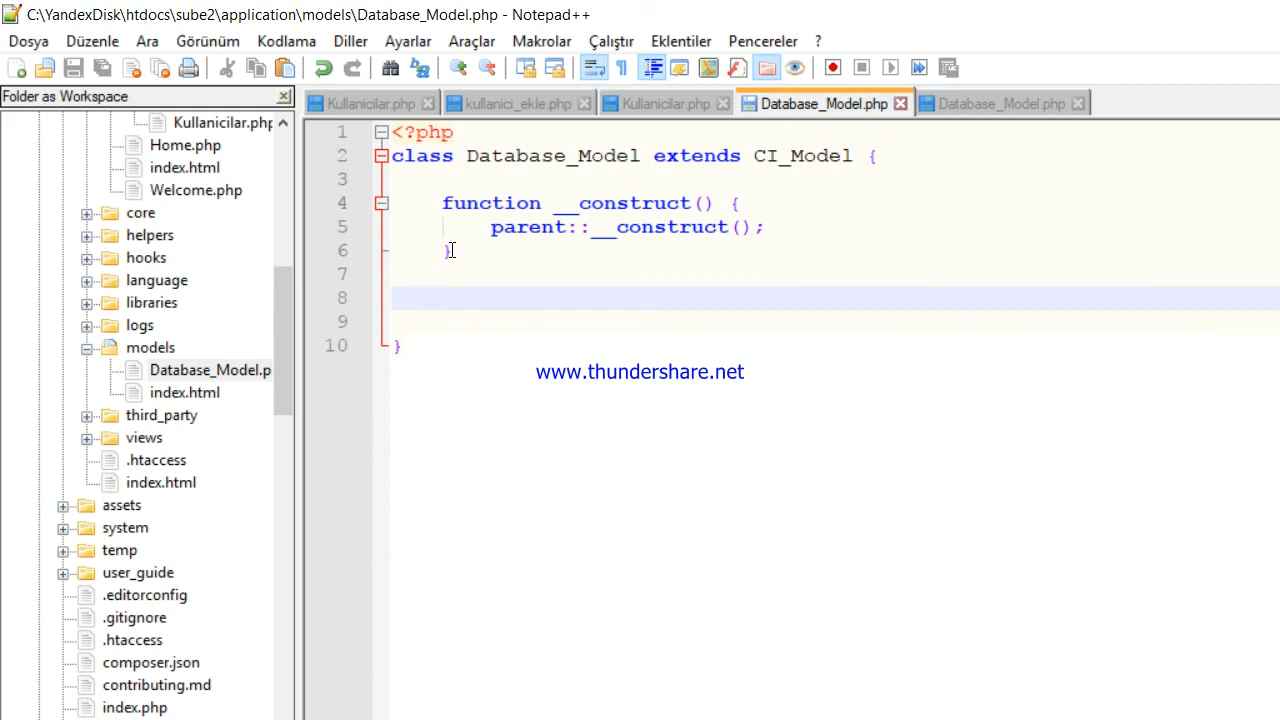 C:\YandexDisk\htdocs\sube2\application\models\Database_Model.php - Notepad++
Dosya Düzenle Ara Görünüm Kodlama Diller Ayarlar Araçlar Makrolar Çalıştır Eklentiler Pencereler ?
Folder as Workspace
Kullanicilar.php kullanici_ekle.php Kullanicilar.php Database_Model.php Database_Model.php
Kullanicilar.php
Home.php
index.html
Welcome.php
core
helpers
hooks
language
libraries
logs
models
Database_Model.p
index.html
third_party
views
.htaccess
index.html
assets
system
temp
user_guide
.editorconfig
.gitignore
.htaccess
composer.json
contributing.md
index.php
1 <?php
2 class Database_Model extends CI_Model {
3
4 function __construct() {
5 parent::__construct();
6 }
7
8
9
10 }
www.thundershare.net